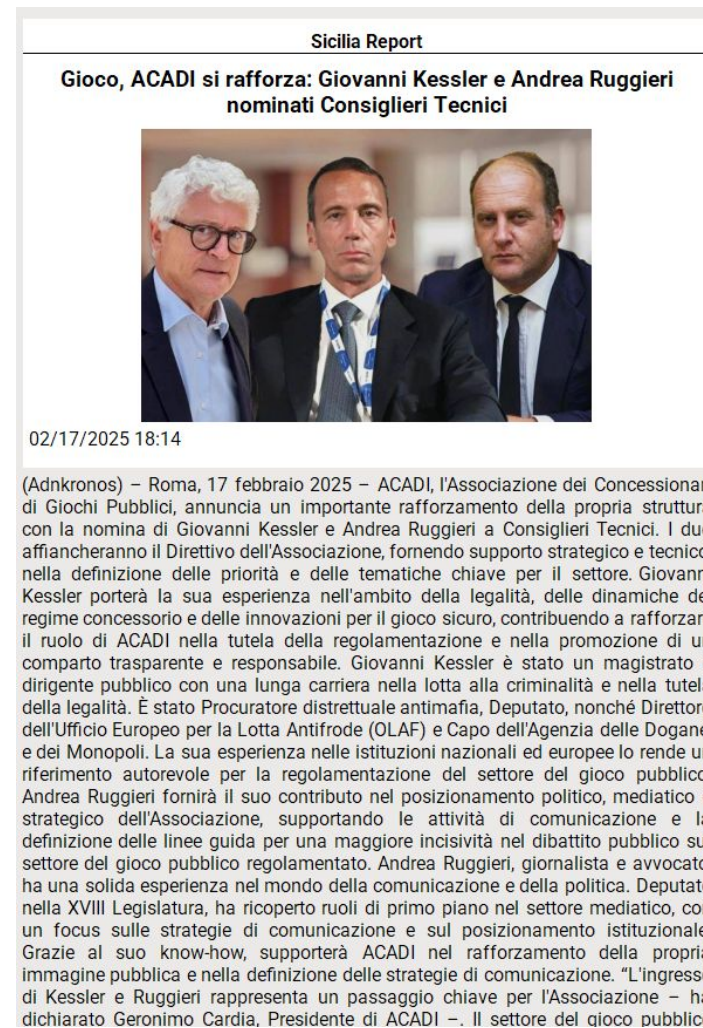 Sicilia Report
Gioco, ACADI si rafforza: Giovanni Kessler e Andrea Ruggieri
nominati Consiglieri Tecnici
02/17/2025 18:14
(Adnkronos) – Roma, 17 febbraio 2025 – ACADI, l'Associazione dei Concessionar
di Giochi Pubblici, annuncia un importante rafforzamento della propria struttur
con la nomina di Giovanni Kessler e Andrea Ruggieri a Consiglieri Tecnici. I du
affiancheranno il Direttivo dell'Associazione, fornendo supporto strategico e tecnico
nella definizione delle priorità e delle tematiche chiave per il settore. Giovann
Kessler porterà la sua esperienza nell'ambito della legalità, delle dinamiche de
regime concessorio e delle innovazioni per il gioco sicuro, contribuendo a rafforzar
il ruolo di ACADI nella tutela della regolamentazione e nella promozione di u
comparto trasparente e responsabile. Giovanni Kessler è stato un magistrato
dirigente pubblico con una lunga carriera nella lotta alla criminalità e nella tutel
della legalità. È stato Procuratore distrettuale antimafia, Deputato, nonché Direttor
dell'Ufficio Europeo per la Lotta Antifrode (OLAF) e Capo dell'Agenzia delle Dogane
e dei Monopoli. La sua esperienza nelle istituzioni nazionali ed europee lo rende u
riferimento autorevole per la regolamentazione del settore del gioco pubblico
Andrea Ruggieri fornirà il suo contributo nel posizionamento politico, mediatico
strategico dell'Associazione, supportando le attività di comunicazione e l
definizione delle linee guida per una maggiore incisività nel dibattito pubblico su
settore del gioco pubblico regolamentato. Andrea Ruggieri, giornalista e avvocato
ha una solida esperienza nel mondo della comunicazione e della politica. Deputat
nella XVIII Legislatura, ha ricoperto ruoli di primo piano nel settore mediatico, co
un focus sulle strategie di comunicazione e sul posizionamento istituzionale
Grazie al suo know-how, supporterà ACADI nel rafforzamento della propri
immagine pubblica e nella definizione delle strategie di comunicazione. “L'ingress
di Kessler e Ruggieri rappresenta un passaggio chiave per l'Associazione – h
dichiarato Geronimo Cardia, Presidente di ACADI –. Il settore del gioco pubblic